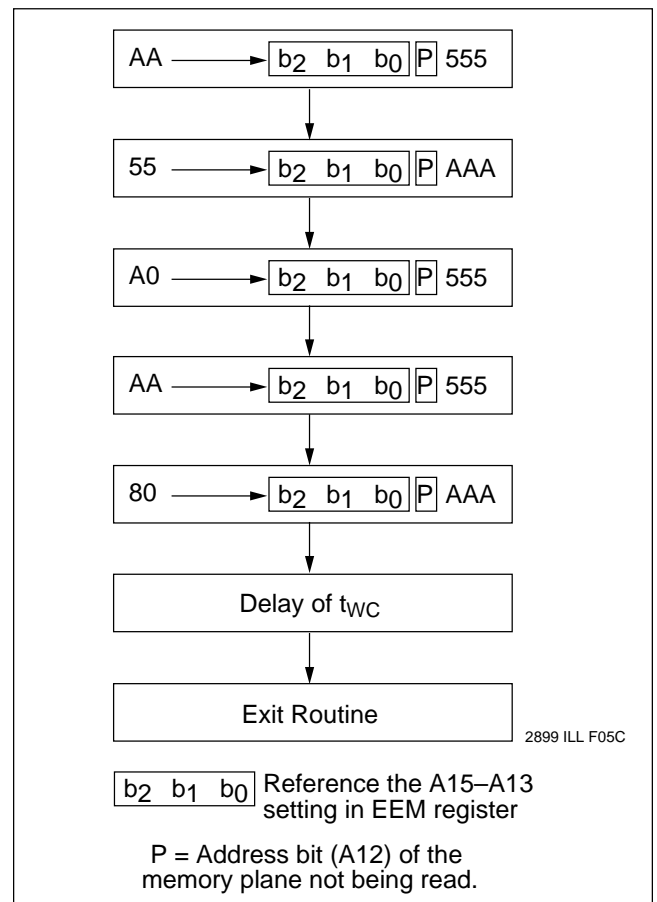 AA b2 b1 b0 P 555
55 b2 b1 b0 P AAA
A0 b2 b1 b0 P 555
AA b2 b1 b0 P 555
80 b2 b1 b0 P AAA
Delay of tWC
Exit Routine
2899 ILL F05C
b2 b1 b0 Reference the A15–A13
setting in EEM register
P = Address bit (A12) of the
memory plane not being read.